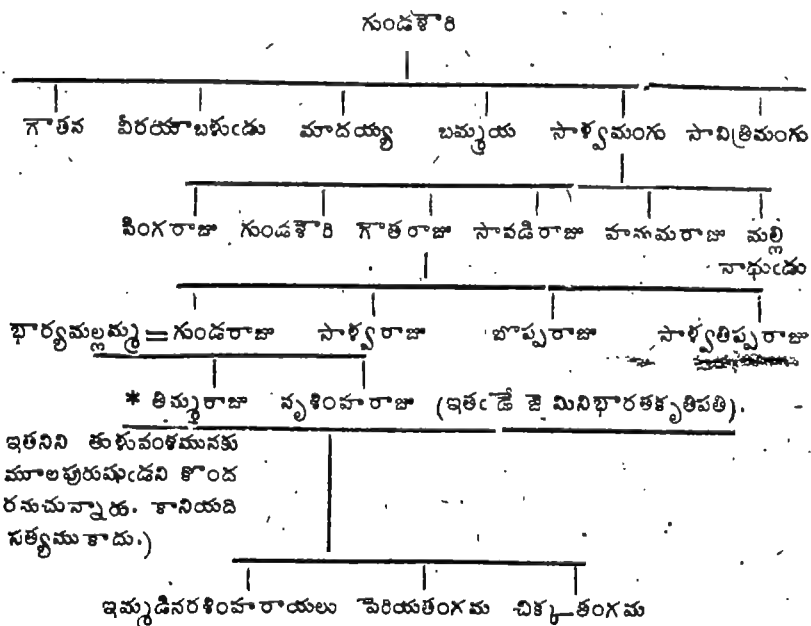 గుండశౌరి
గౌతన వీరయాబళుఁడు మాదయ్య బమ్మయ సాళ్వమంగు సావిత్రిమంగు
సింగరాజు గుండశౌరి గౌతరాజు సావడిరాజు హనుమరాజు మల్లి
నాథుఁడు
భార్యమల్లమ్మ = గుండరాజు సాళ్వరాజు బొప్పరాజు సాళ్వతిప్పరాజు
* తిమ్మరాజు నృశింహరాజు (ఇతఁడే జైమినిభారతకృతిపతి).
ఇతనిని తుళువంశమునకు
మూలపురుషుఁడని కొంద
రనుచున్నారు. కానియది
సత్యముకాదు.)
ఇమ్మడినరశింహరాయలు పెరియతంగమ చిక్కతంగమ